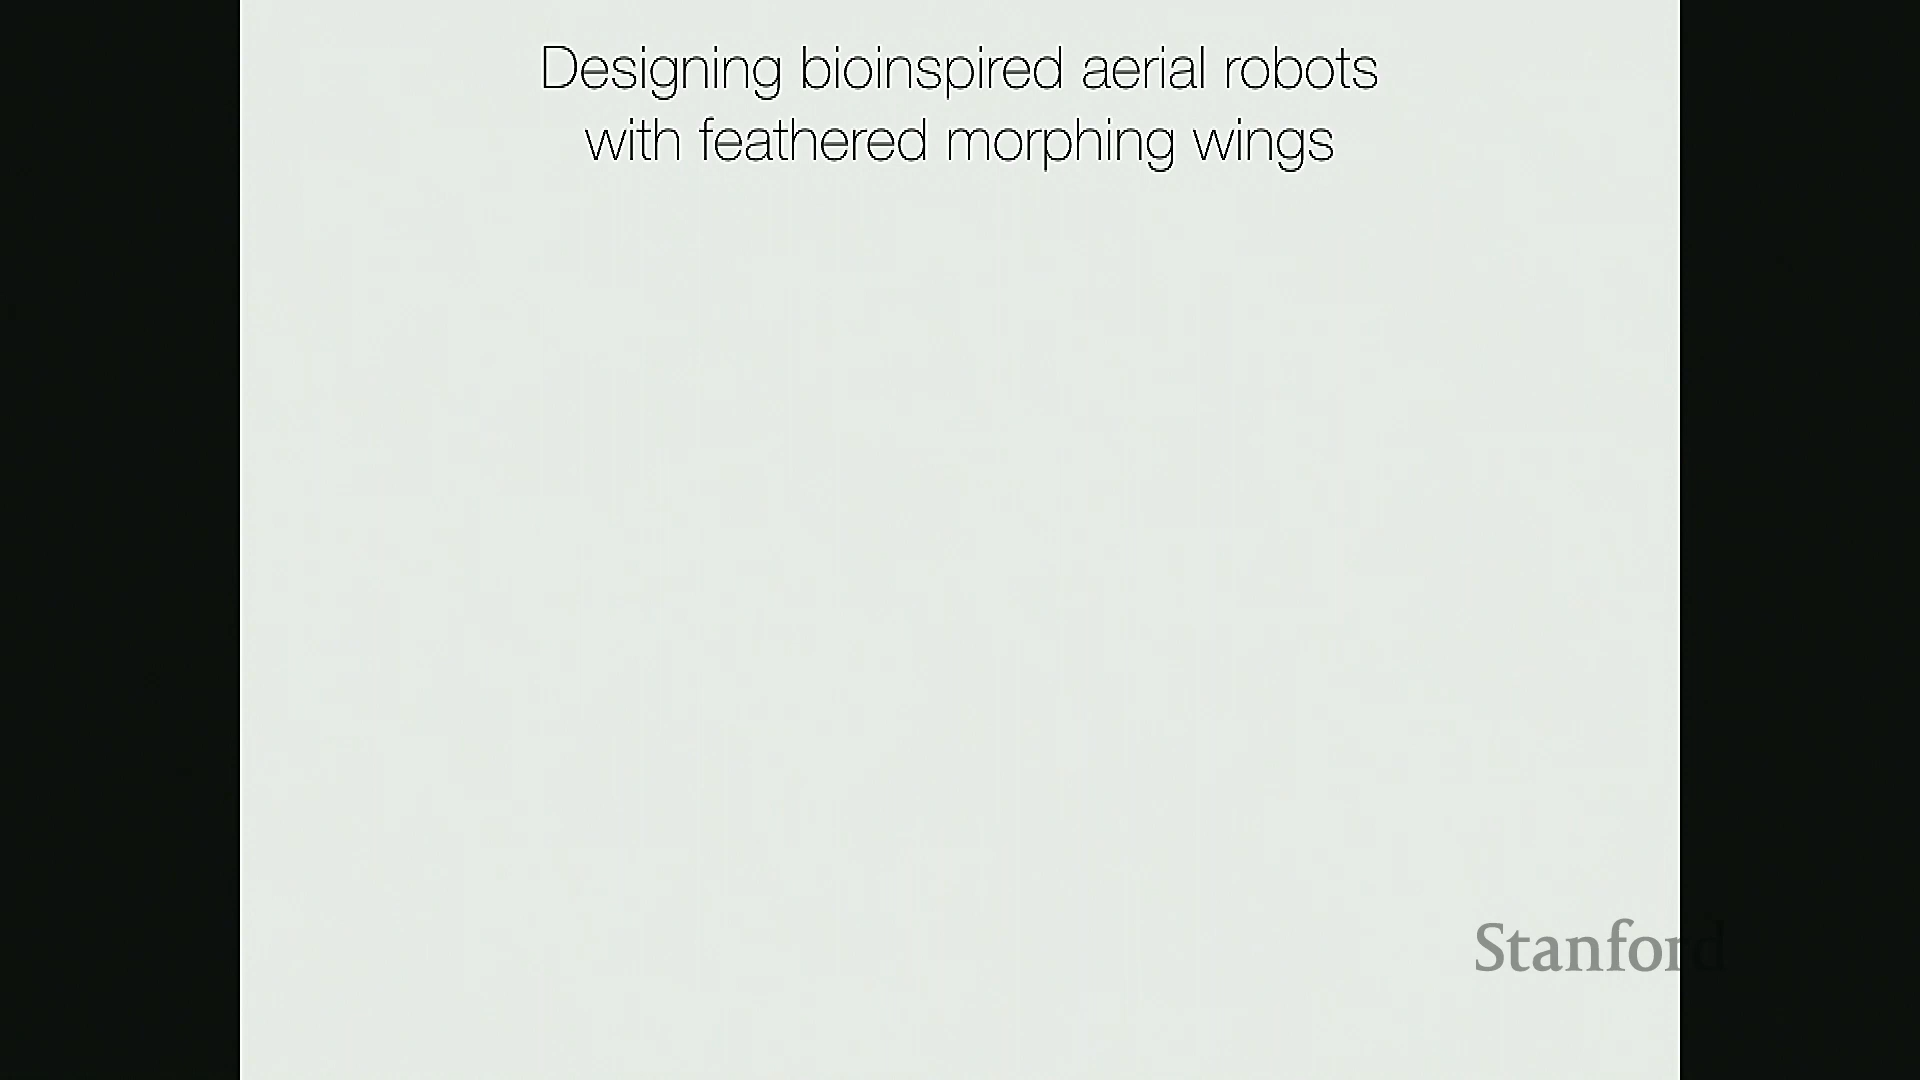 Designing bioinspired aerial robots
with feathered morphing wings
Stanford